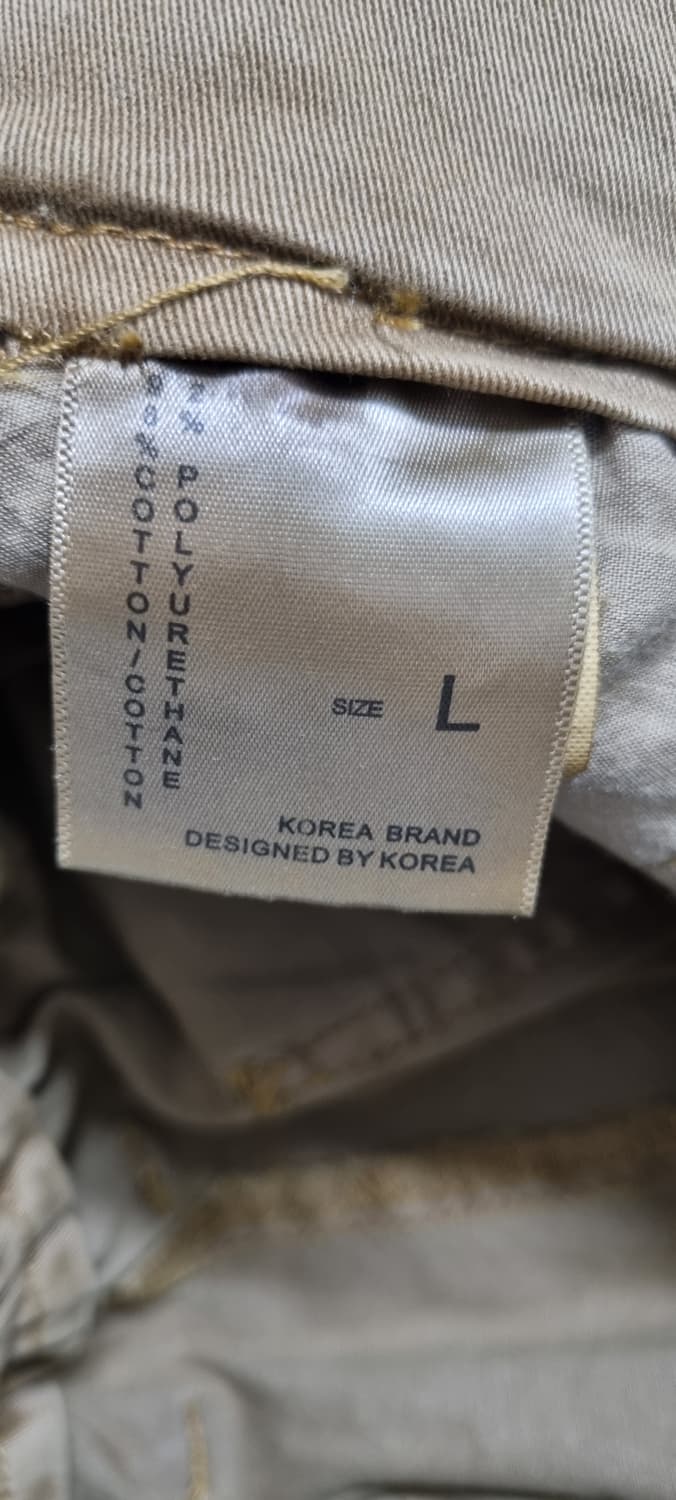 %COTTON/COTTON
% POLYURETHANE
SIZE L
KOREA BRAND
DESIGNED BY KOREA